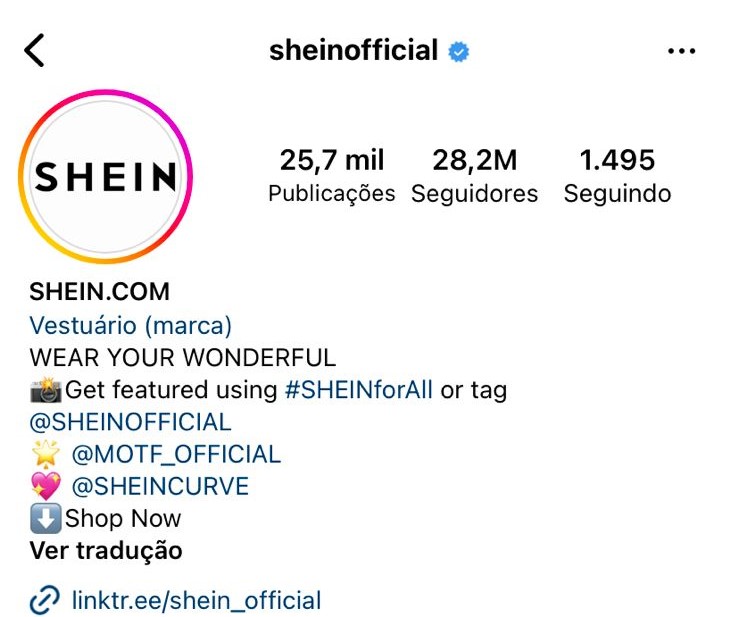 sheinofficial
SHEIN
25,7 mil 28,2M 1.495
Publicações Seguidores Seguindo
SHEIN.COM
Vestuário (marca)
WEAR YOUR WONDERFUL
📸Get featured using #SHEINforAll or tag
@SHEINOFFICIAL
🌟 @MOTF_OFFICIAL
💖 @SHEINCURVE
⬇️Shop Now
Ver tradução
linktr.ee/shein_official